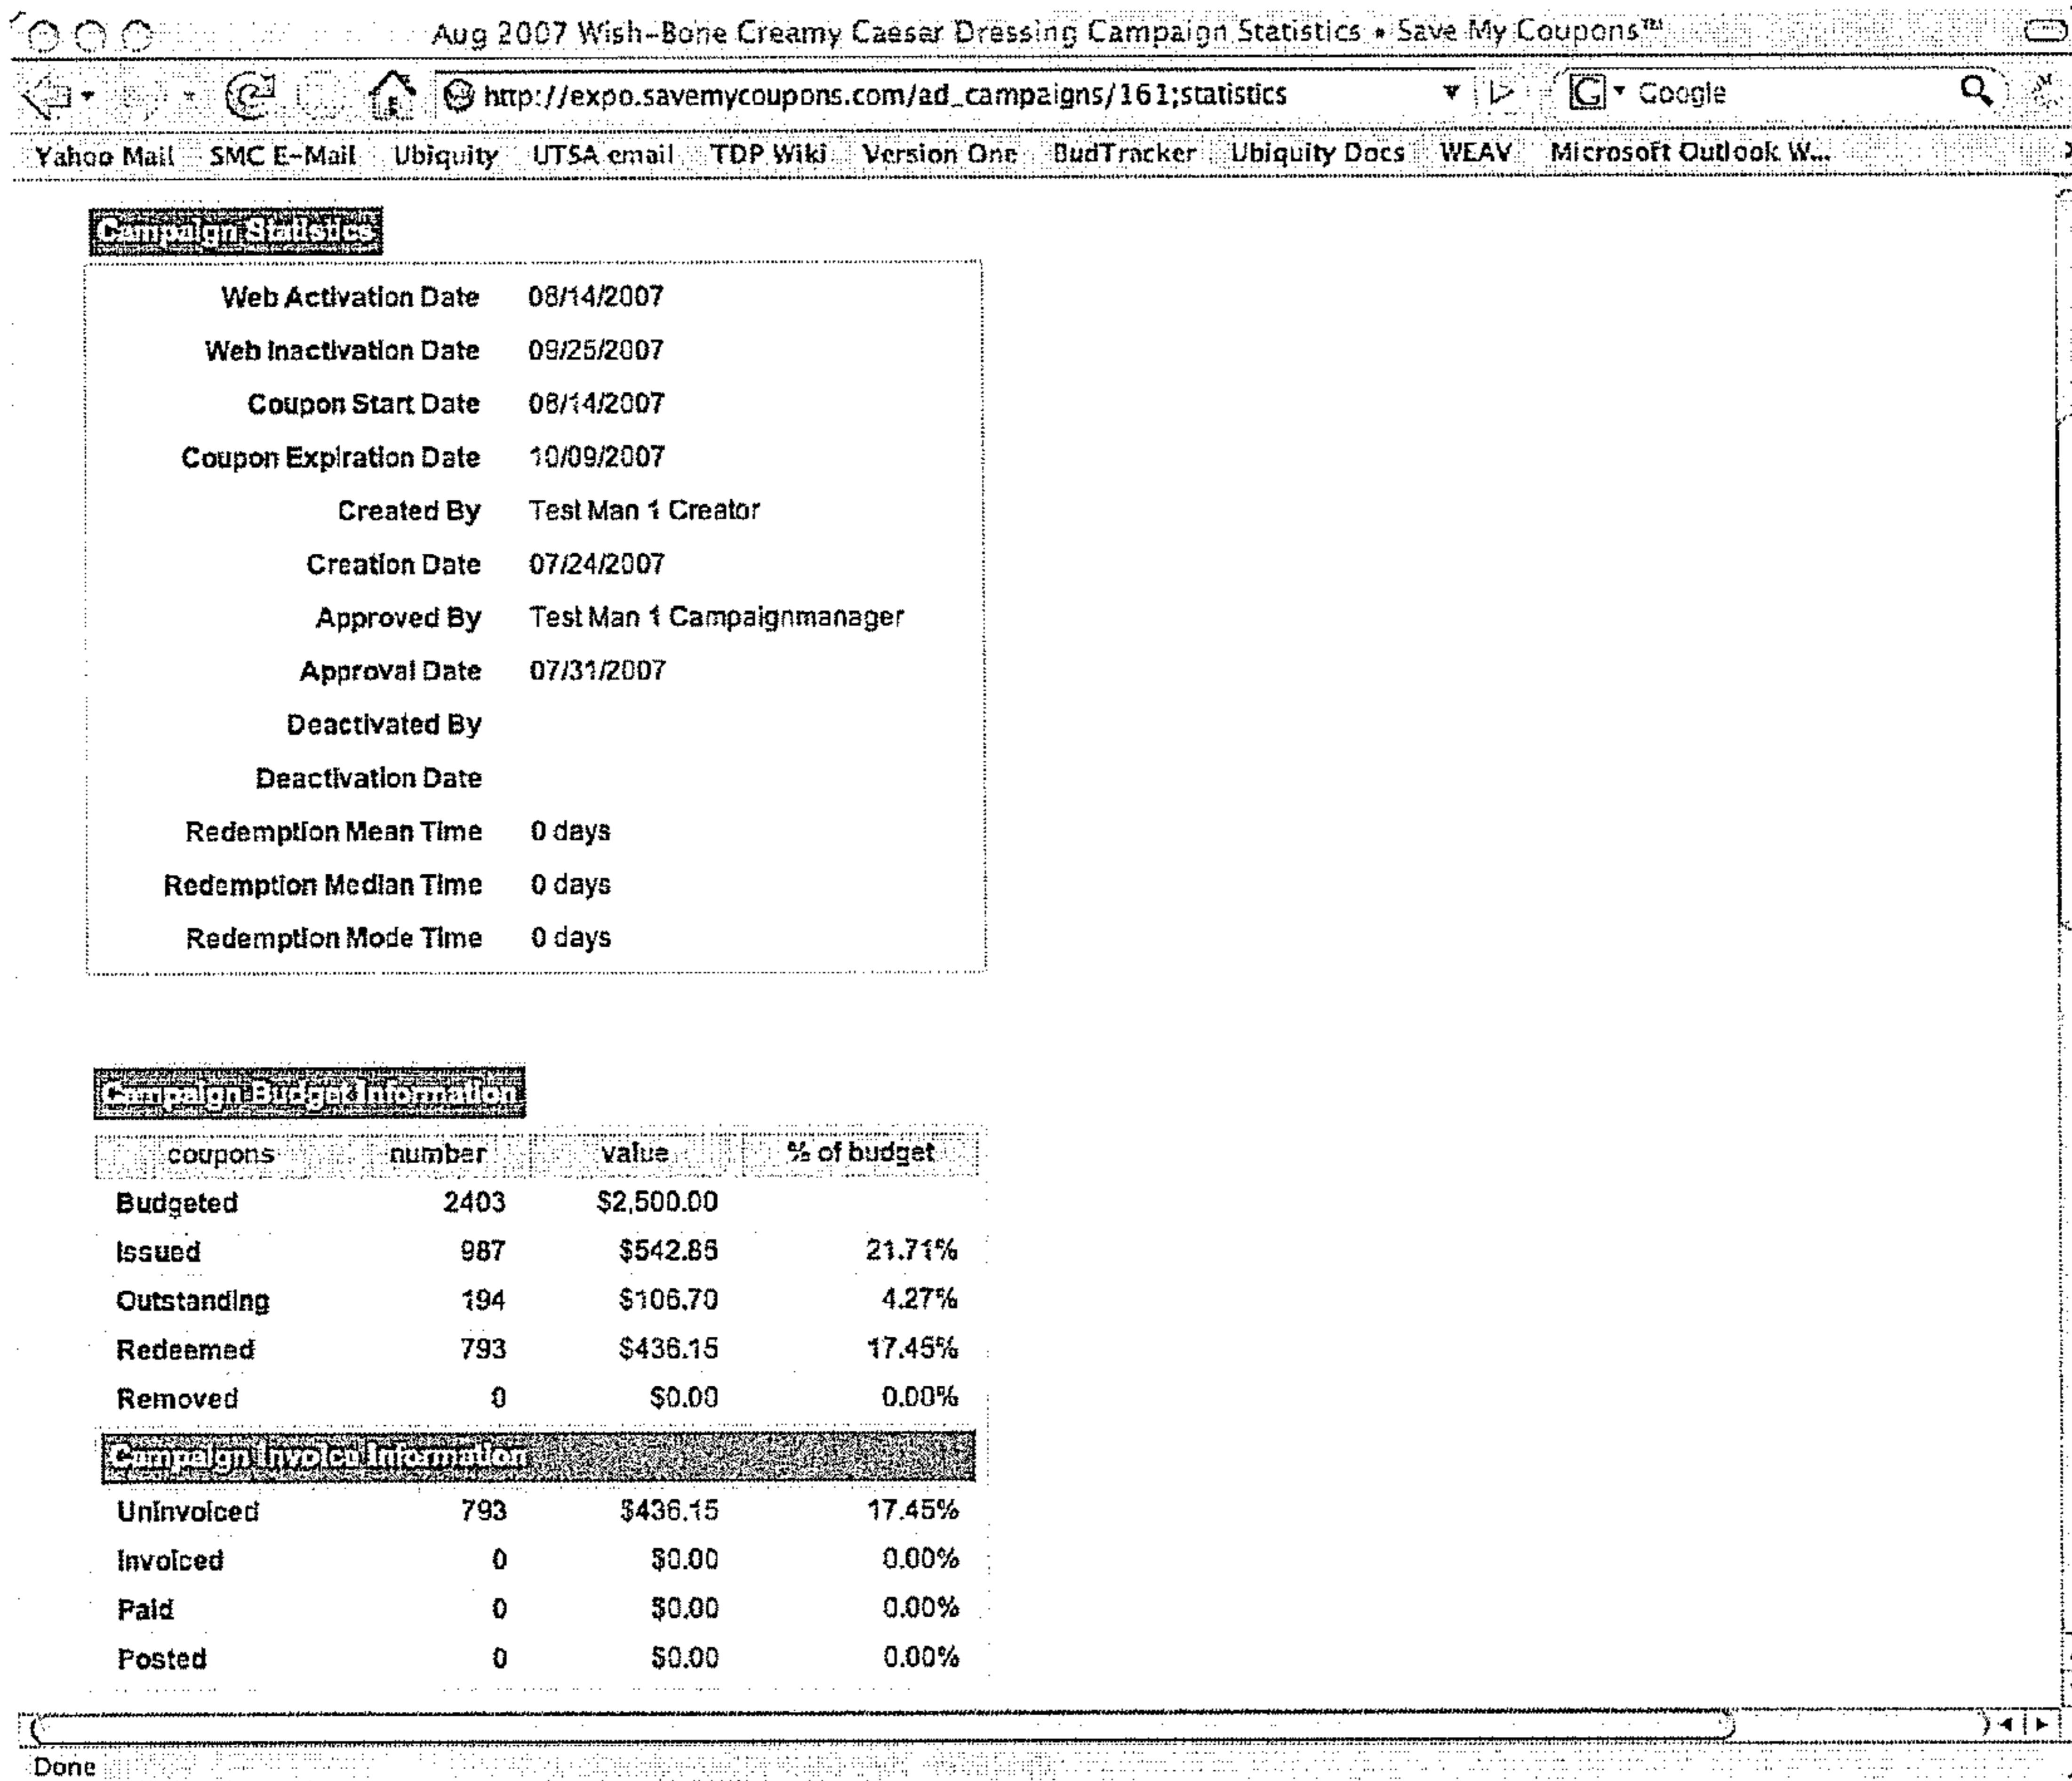 Aug 2007 Wish-Bone Creamy Caesar Dressing Campaign Statistics • Save My Coupons™
http://expo.savemycoupons.com/ad_campaigns/161;statistics G Google
Yahoo Mail SMC E-Mail Ubiquity UTSA email TDP Wiki Version One BudTracker Ubiquity Docs WEAV Microsoft Outlook W...
Campaign Statistics
Web Activation Date 08/14/2007
Web Inactivation Date 09/25/2007
Coupon Start Date 08/14/2007
Coupon Expiration Date 10/09/2007
Created By Test Man 1 Creator
Creation Date 07/24/2007
Approved By Test Man 1 Campaignmanager
Approval Date 07/31/2007
Deactivated By
Deactivation Date
Redemption Mean Time 0 days
Redemption Median Time 0 days
Redemption Mode Time 0 days
Campaign Budget Information
coupons number value % of budget
Budgeted 2403 $2,500.00
Issued 987 $542.85 21.71%
Outstanding 194 $106.70 4.27%
Redeemed 793 $436.15 17.45%
Removed 0 $0.00 0.00%
Campaign Invoice Information
Uninvoiced 793 $436.15 17.45%
Invoiced 0 $0.00 0.00%
Paid 0 $0.00 0.00%
Posted 0 $0.00 0.00%
Done